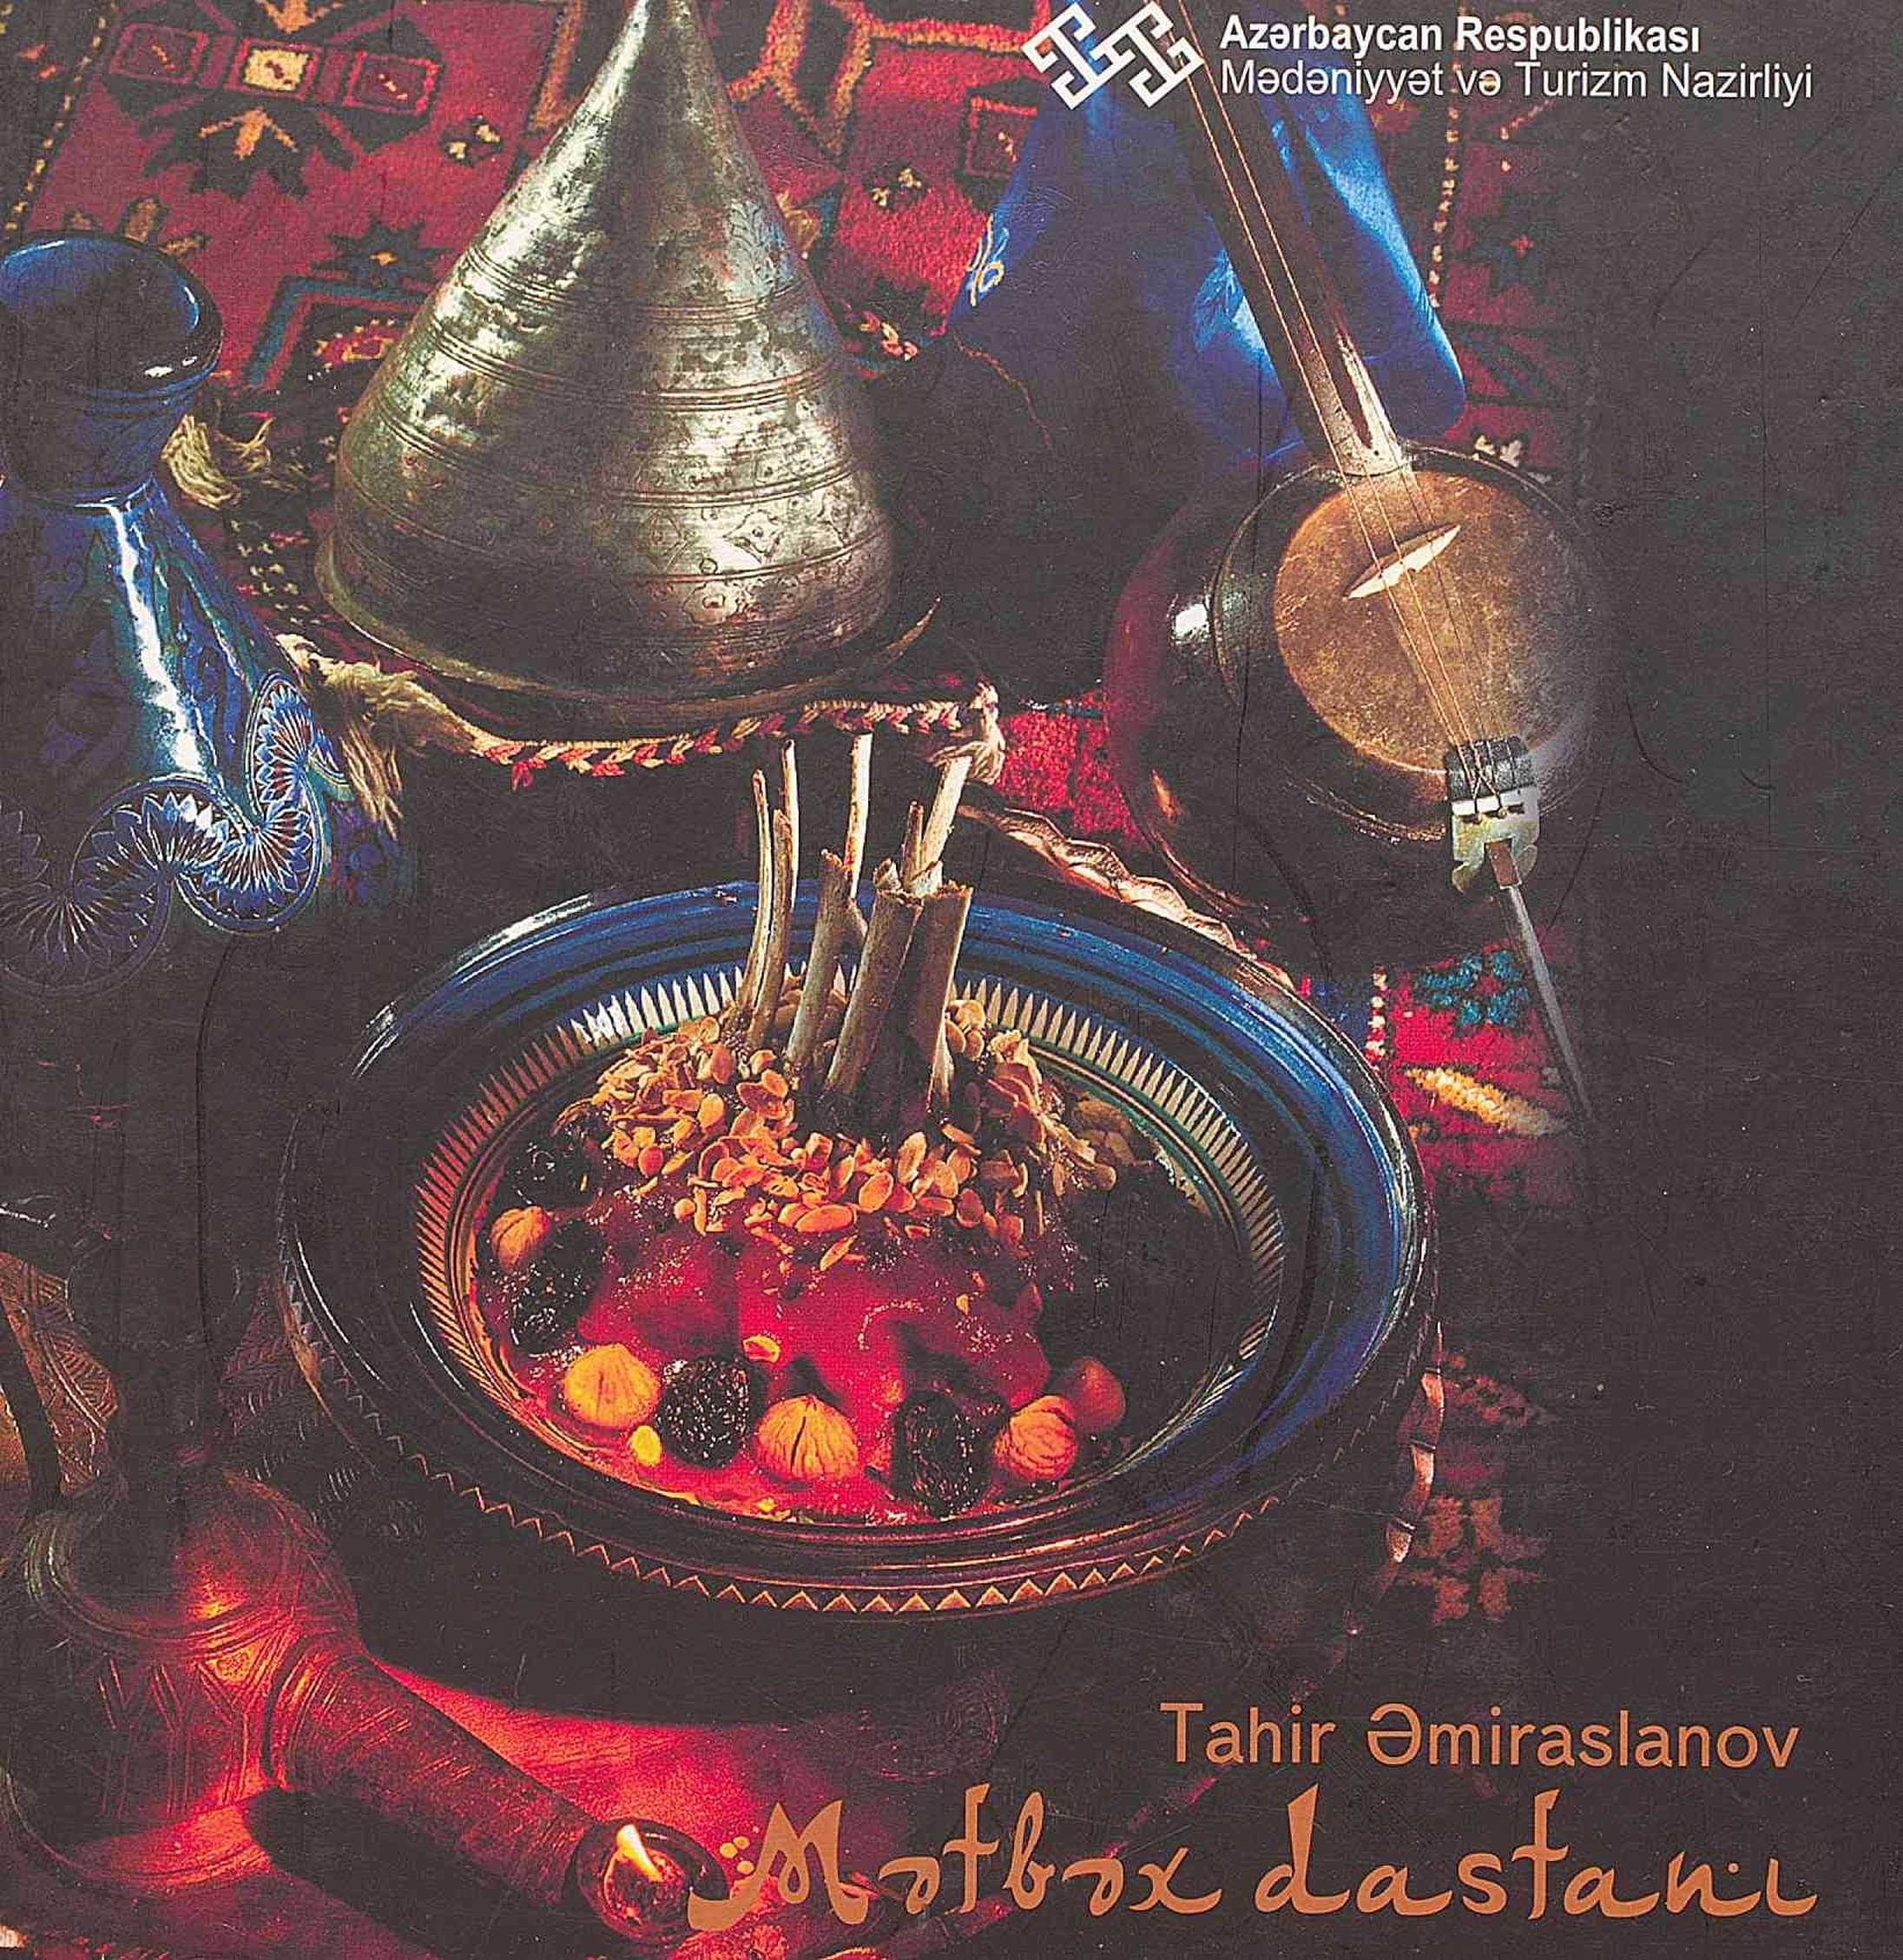 Azərbaycan Respublikası
Mədəniyyət və Turizm Nazirliyi
Tahir Əmiraslanov
Mətbəx dastanı